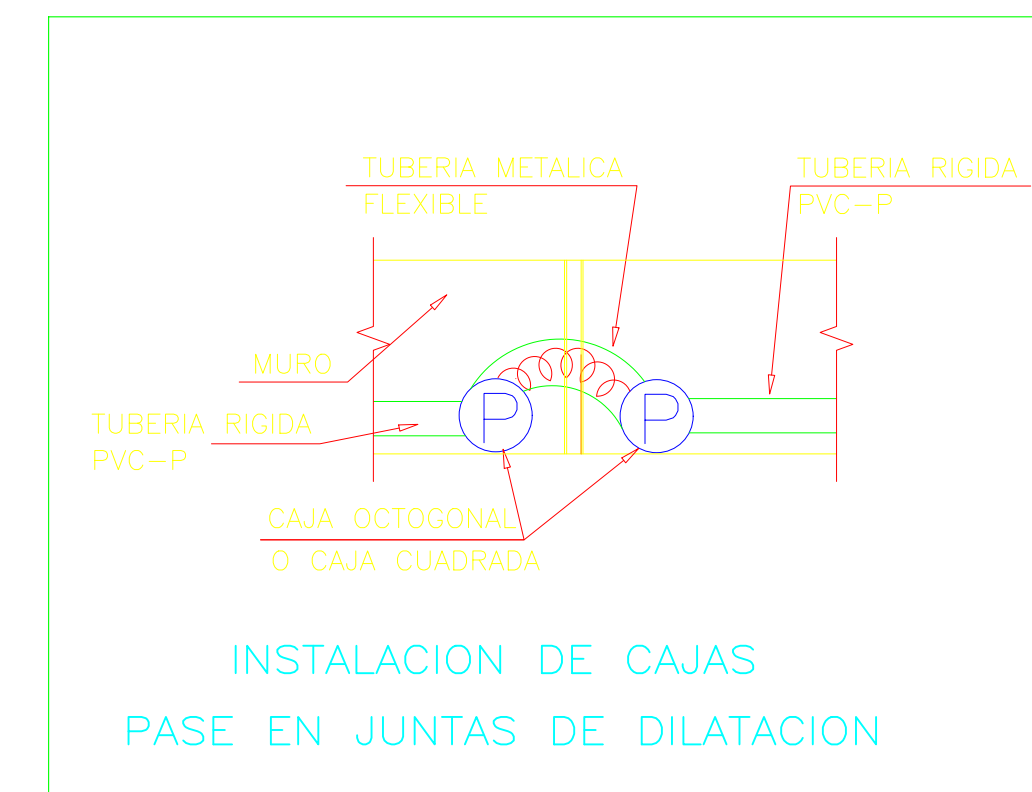 TUBERIA METALICA
FLEXIBLE
TUBERIA RIGIDA
PVC-P
MURO
TUBERIA RIGIDA
PVC-P
P
P
CAJA OCTOGONAL
O CAJA CUADRADA
INSTALACION DE CAJAS
PASE EN JUNTAS DE DILATACION